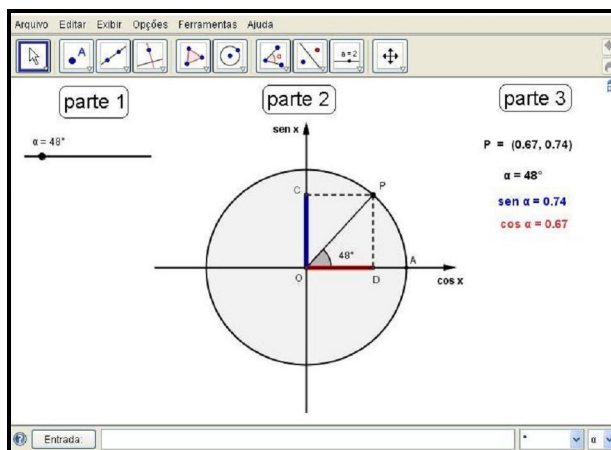 Arquivo Editar Exibir Opções Ferramentas Ajuda
A
a = 2
parte 1
parte 2
parte 3
α = 48°
sen x
P = (0.67, 0.74)
α = 48°
sen α = 0.74
cos α = 0.67
C
P
48°
A
O
D
cos x
Entrada:
°
α